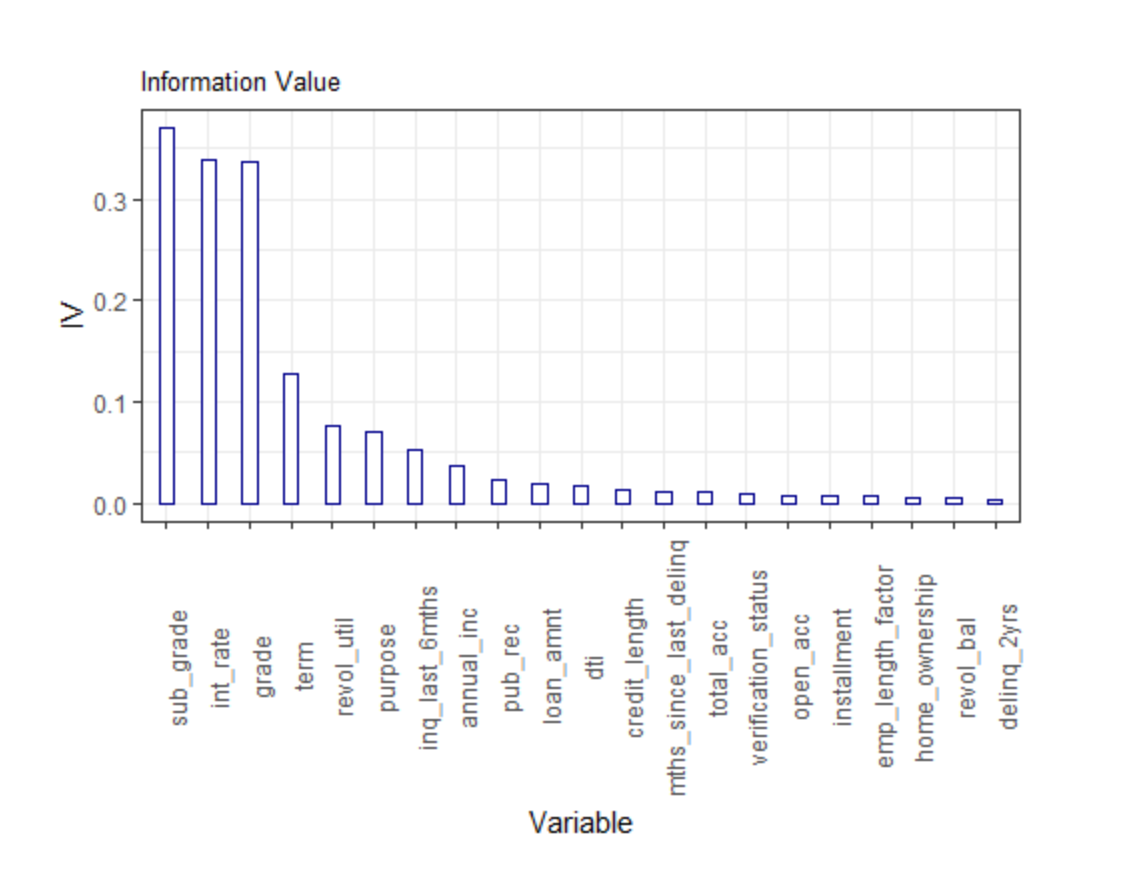 Information Value
IV
0.3
0.2
0.1
0.0
sub_grade
int_rate
grade
term
revol_util
purpose
inq_last_6mths
annual_inc
pub_rec
loan_amnt
dti
credit_length
mths_since_last_delinq
total_acc
verification_status
open_acc
installment
emp_length_factor
home_ownership
revol_bal
delinq_2yrs
Variable